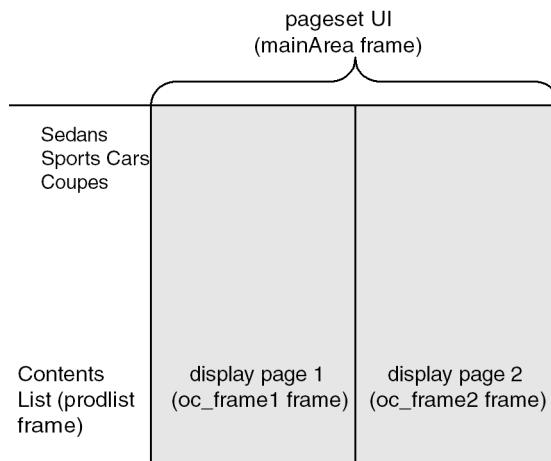 pageset UI
(mainArea frame)
Sedans
Sports Cars
Coupes
Contents
List (prodlist
frame)
display page 1
(oc_frame1 frame)
display page 2
(oc_frame2 frame)